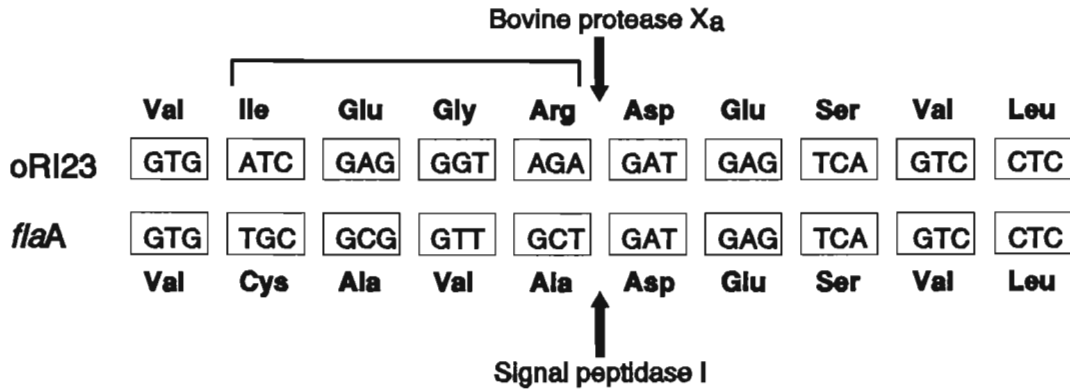 Bovine protease Xa
Val Ile Glu Gly Arg Asp Glu Ser Val Leu
oRI23 GTG ATC GAG GGT AGA GAT GAG TCA GTC CTC
flaA GTG TGC GCG GTT GCT GAT GAG TCA GTC CTC
Val Cys Ala Val Ala Asp Glu Ser Val Leu
Signal peptidase I